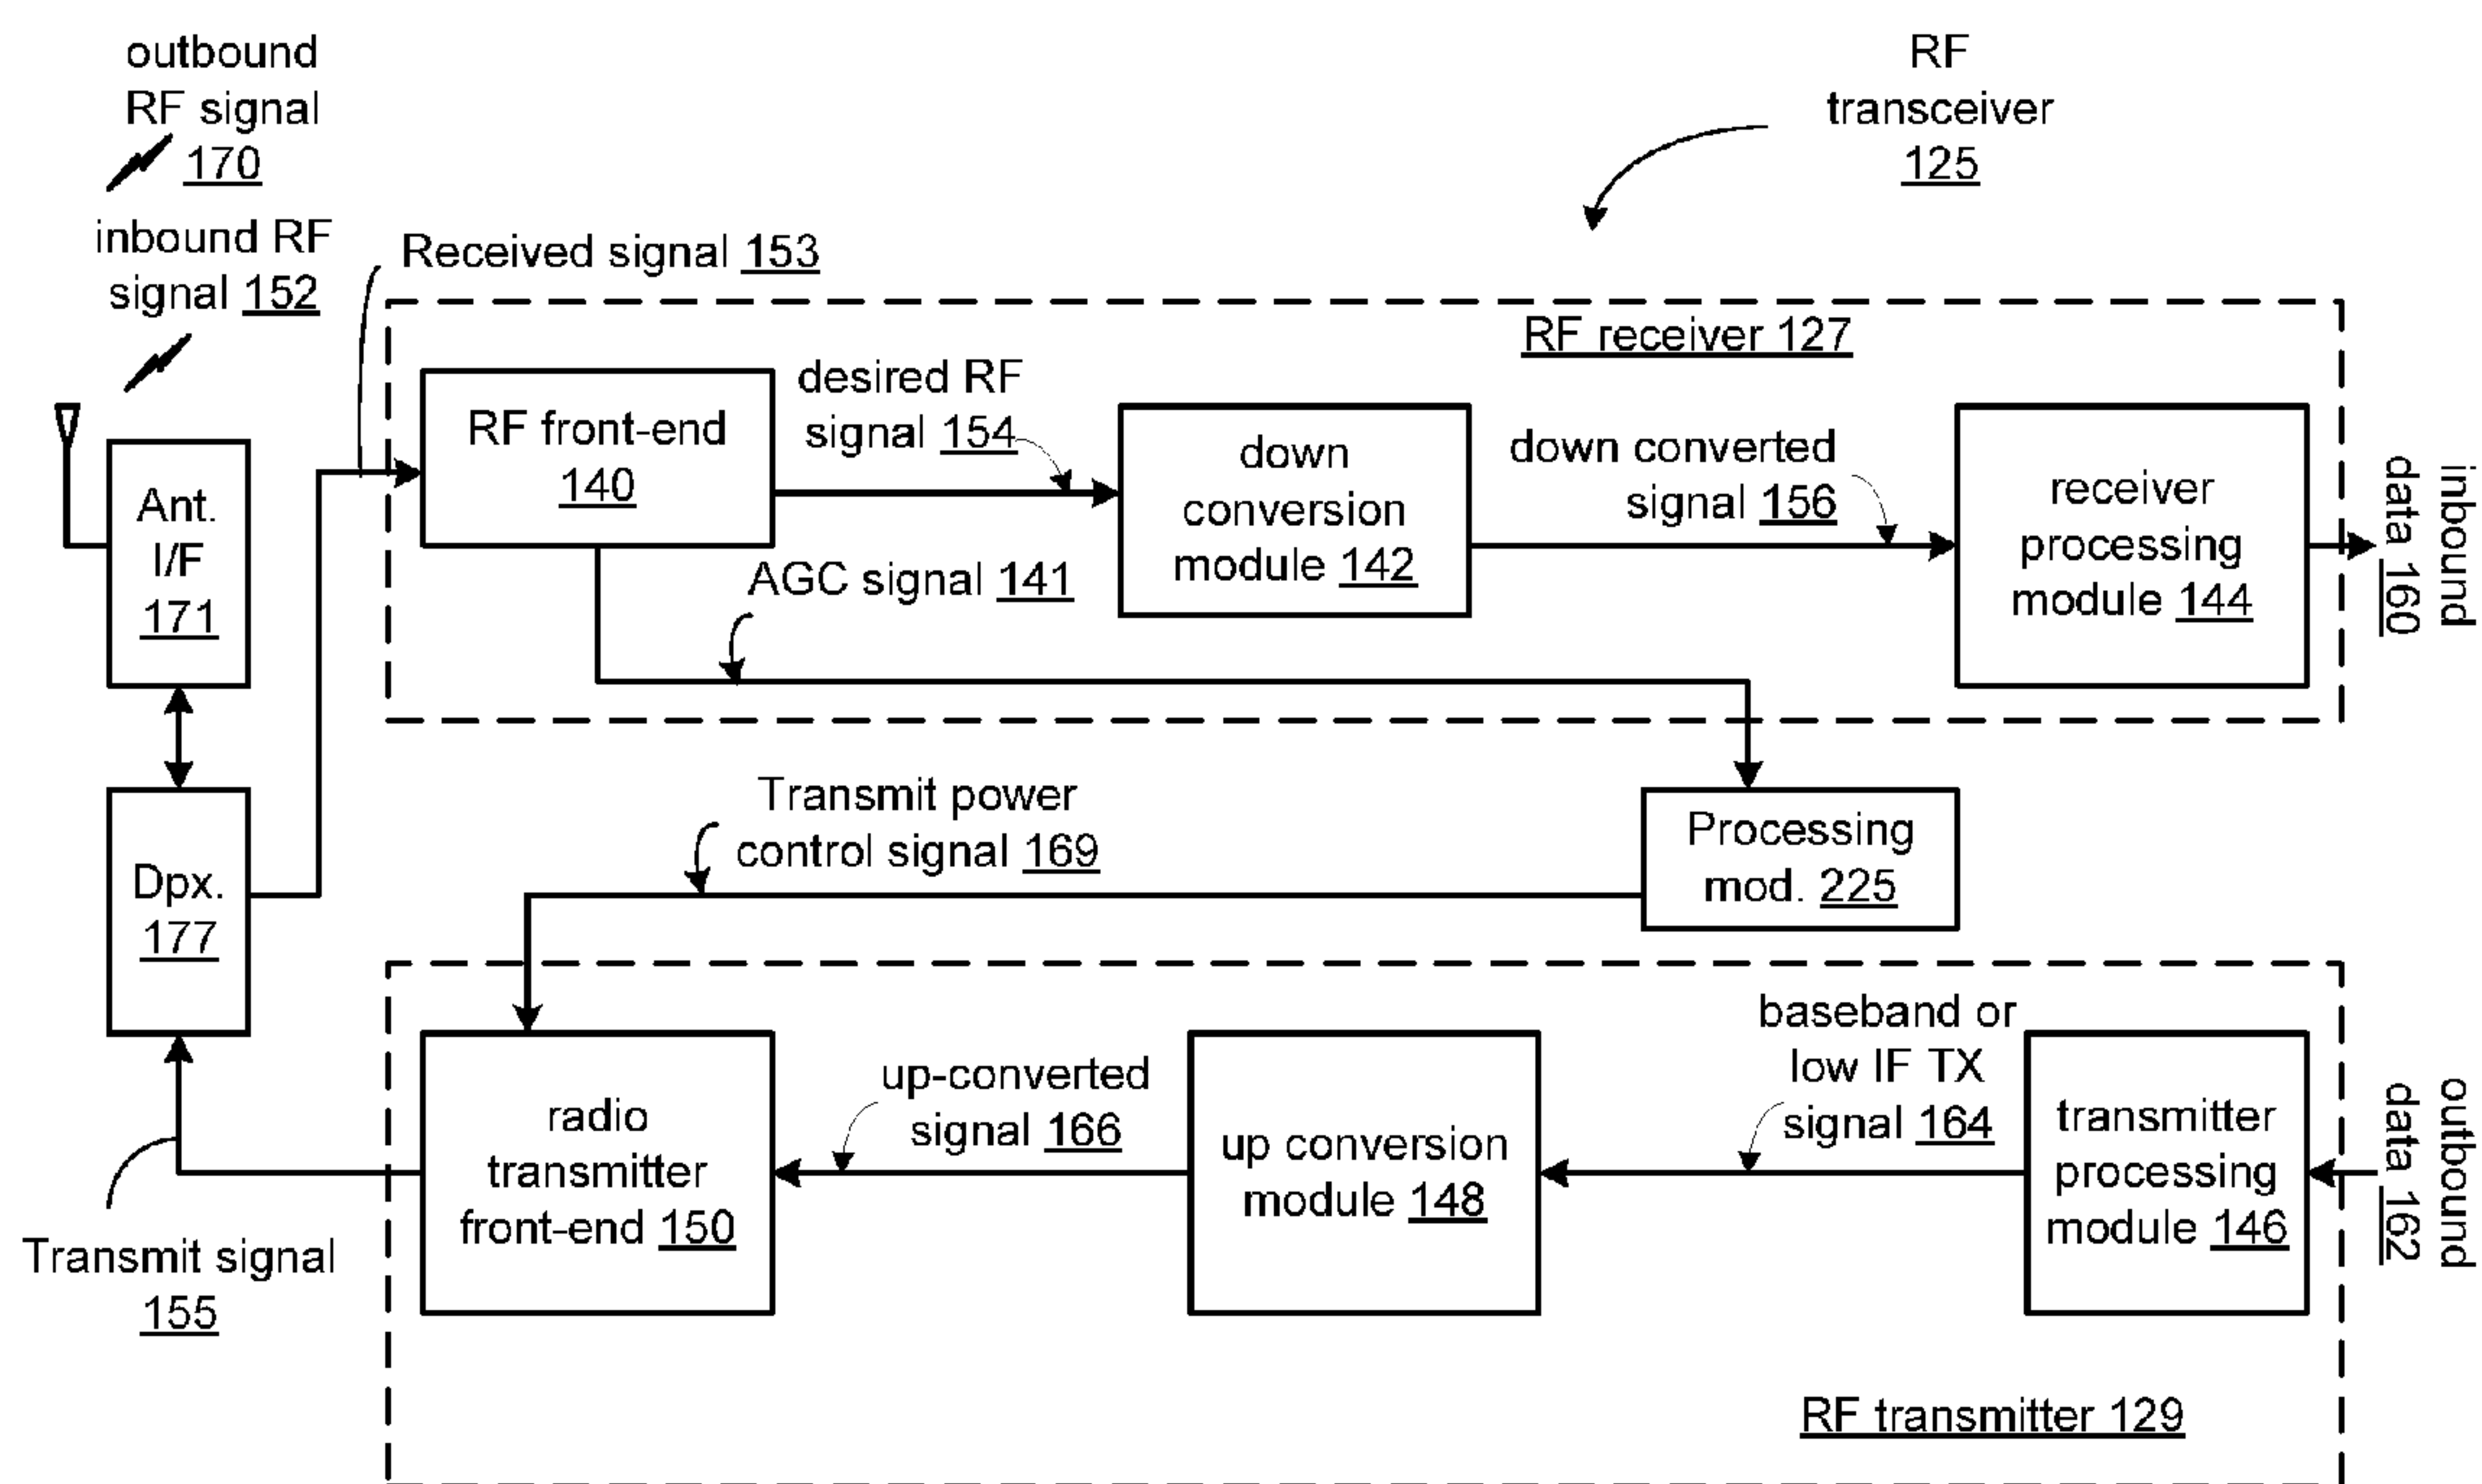 outbound
RF signal
170
inbound RF
signal 152
RF
transceiver
125
Received signal 153
RF receiver 127
RF front-end
140
desired RF
signal 154
down
conversion
module 142
down converted
signal 156
receiver
processing
module 144
inbound
data 160
Ant.
I/F
171
AGC signal 141
Dpx.
177
Transmit power
control signal 169
Processing
mod. 225
radio
transmitter
front-end 150
up-converted
signal 166
up conversion
module 148
baseband or
low IF TX
signal 164
transmitter
processing
module 146
outbound
data 162
Transmit signal
155
RF transmitter 129